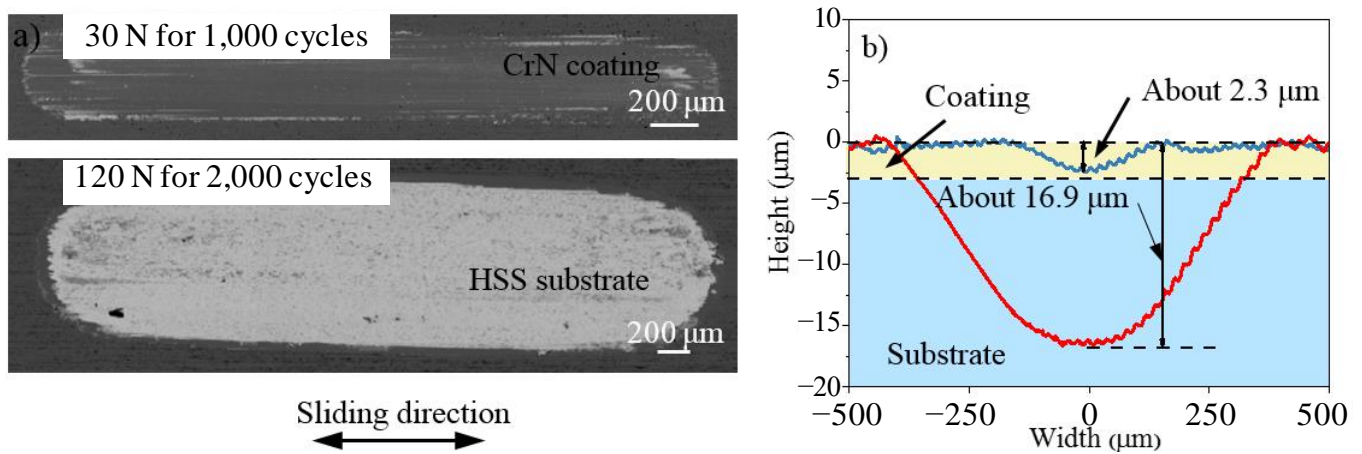 a)
30 N for 1,000 cycles
CrN coating
200 μm
120 N for 2,000 cycles
HSS substrate
200 μm
Sliding direction
b)
Coating
About 2.3 μm
About 16.9 μm
Substrate
Height (μm)
10
5
0
−5
−10
−15
−20
−500
−250
0
250
500
Width (μm)